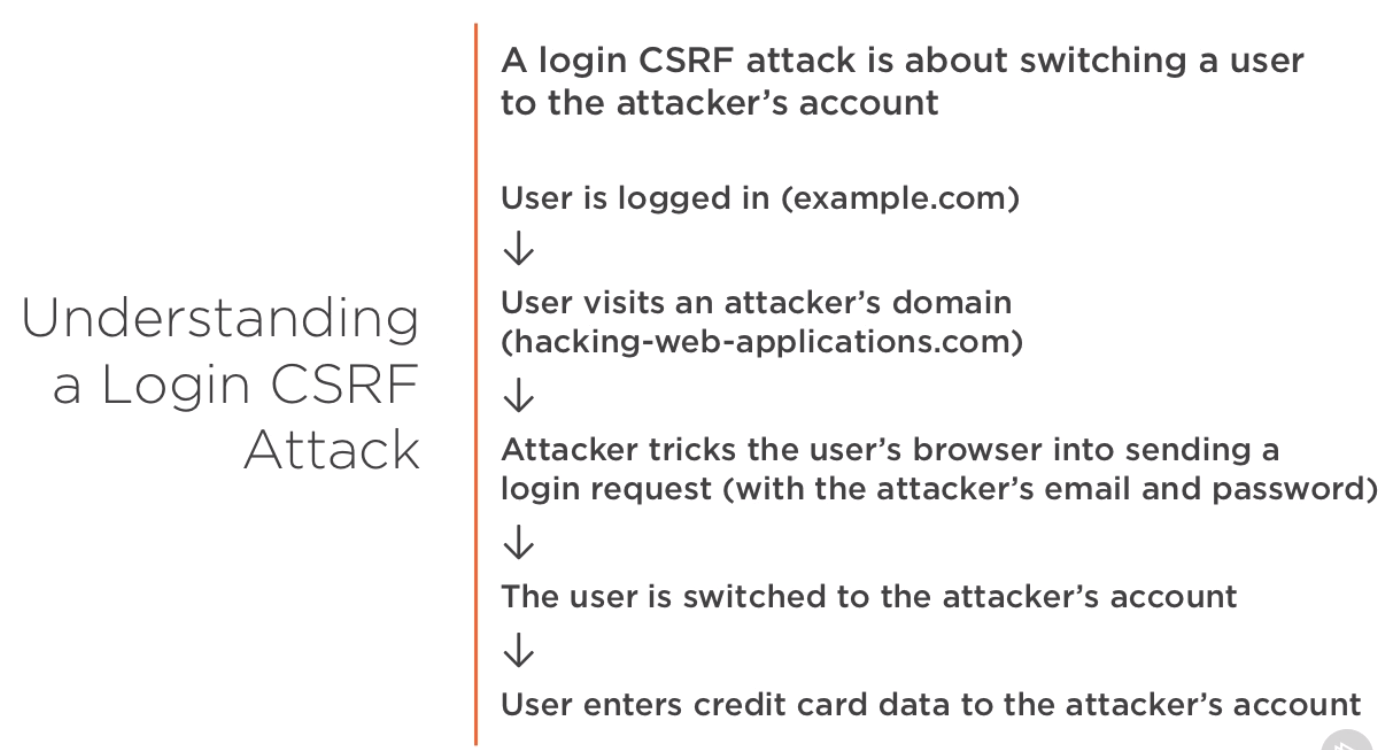 Understanding
a Login CSRF
Attack
A login CSRF attack is about switching a user
to the attacker’s account
User is logged in (example.com)
↓
User visits an attacker’s domain
(hacking-web-applications.com)
↓
Attacker tricks the user’s browser into sending a
login request (with the attacker’s email and password)
↓
The user is switched to the attacker’s account
↓
User enters credit card data to the attacker’s account